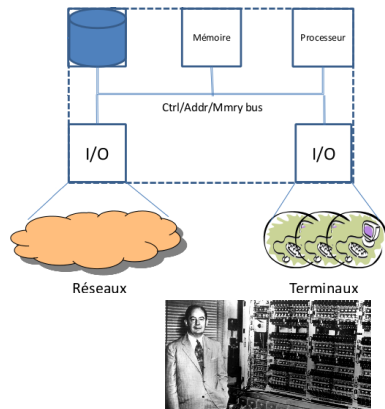 Mémoire
Processeur
Ctrl/Addr/Mmry bus
I/O
I/O
Réseaux
Terminaux